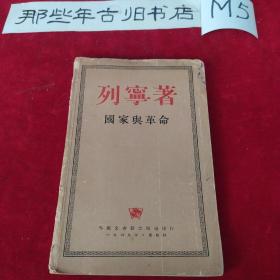 那些年古旧书店
M5
列寧著
國家與革命
外國文書籍出版局印行
一九四九年·莫斯科